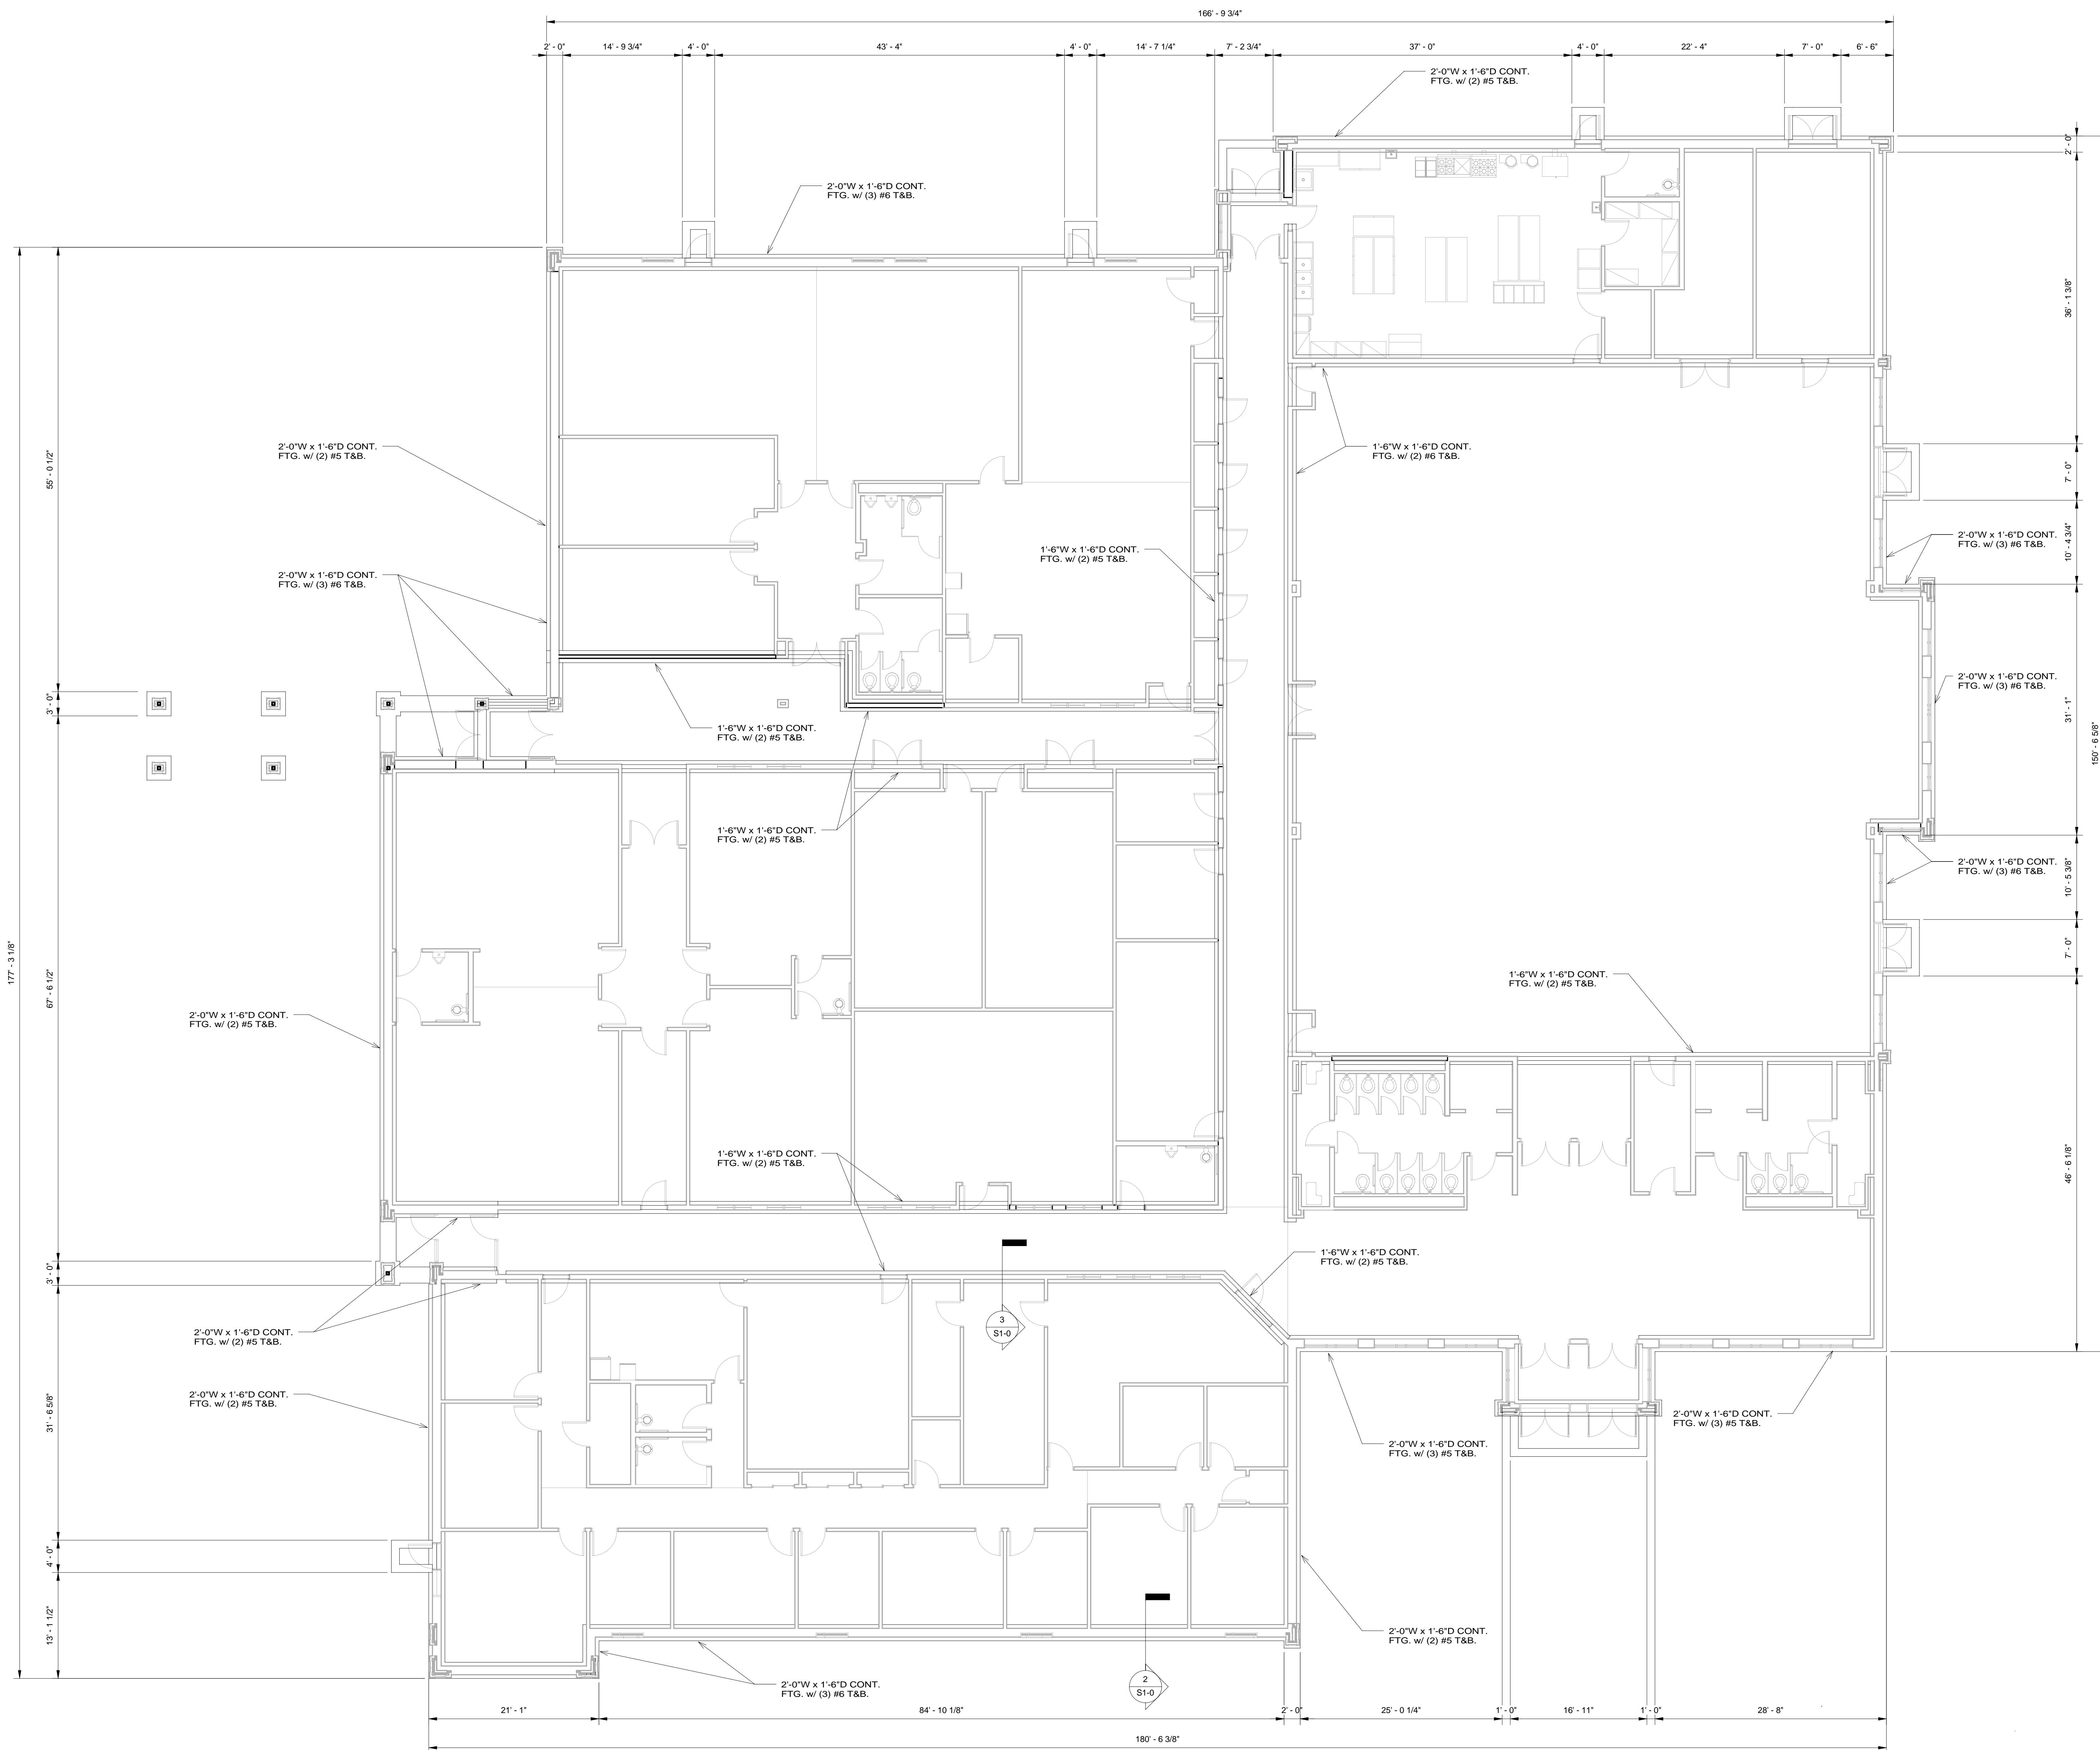 166' - 9 3/4"
2' - 0"
14' - 9 3/4"
4' - 0"
43' - 4"
4' - 0"
14' - 7 1/4"
7' - 2 3/4"
37' - 0"
4' - 0"
22' - 4"
7' - 0"
6' - 6"
2'-0"W x 1'-6"D CONT.
FTG. w/ (2) #5 T&B.
2' - 0"
2'-0"W x 1'-6"D CONT.
FTG. w/ (3) #6 T&B.
36' - 1 3/8"
2'-0"W x 1'-6"D CONT.
FTG. w/ (2) #5 T&B.
1'-6"W x 1'-6"D CONT.
FTG. w/ (2) #6 T&B.
55' - 0 1/2"
7' - 0"
10' - 4 3/4"
2'-0"W x 1'-6"D CONT.
FTG. w/ (3) #6 T&B.
1'-6"W x 1'-6"D CONT.
FTG. w/ (2) #5 T&B.
2'-0"W x 1'-6"D CONT.
FTG. w/ (3) #6 T&B.
2'-0"W x 1'-6"D CONT.
FTG. w/ (3) #6 T&B.
3' - 0"
31' - 1"
150' - 6 5/8"
1'-6"W x 1'-6"D CONT.
FTG. w/ (2) #5 T&B.
1'-6"W x 1'-6"D CONT.
FTG. w/ (2) #5 T&B.
2'-0"W x 1'-6"D CONT.
FTG. w/ (3) #6 T&B.
10' - 5 3/8"
177' - 3 1/8"
67' - 6 1/2"
7' - 0"
1'-6"W x 1'-6"D CONT.
FTG. w/ (2) #5 T&B.
2'-0"W x 1'-6"D CONT.
FTG. w/ (2) #5 T&B.
1'-6"W x 1'-6"D CONT.
FTG. w/ (2) #5 T&B.
46' - 6 1/8"
1'-6"W x 1'-6"D CONT.
FTG. w/ (2) #5 T&B.
3' - 0"
3
S1-0
2'-0"W x 1'-6"D CONT.
FTG. w/ (2) #5 T&B.
2'-0"W x 1'-6"D CONT.
FTG. w/ (2) #5 T&B.
31' - 6 5/8"
2'-0"W x 1'-6"D CONT.
FTG. w/ (3) #5 T&B.
2'-0"W x 1'-6"D CONT.
FTG. w/ (3) #5 T&B.
4' - 0"
13' - 1 1/2"
2'-0"W x 1'-6"D CONT.
FTG. w/ (2) #5 T&B.
2'-0"W x 1'-6"D CONT.
FTG. w/ (3) #6 T&B.
2
S1-0
21' - 1"
84' - 10 1/8"
2' - 0"
25' - 0 1/4"
1' - 0"
16' - 11"
1' - 0"
28' - 8"
180' - 6 3/8"